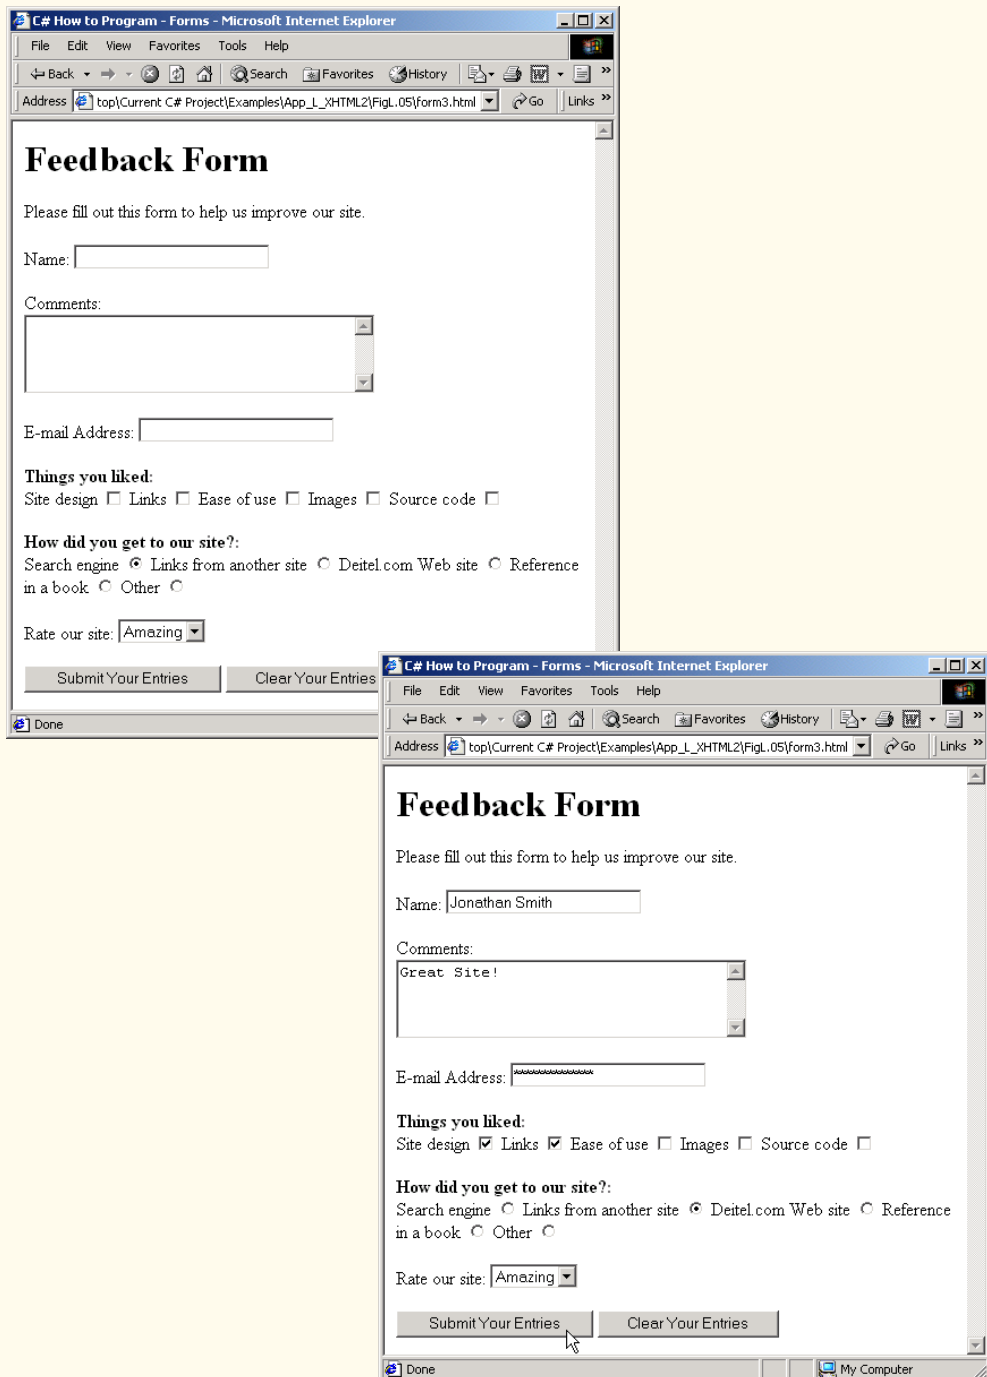 C# How to Program - Forms - Microsoft Internet Explorer
File Edit View Favorites Tools Help
Back Search Favorites History
Address top\Current C# Project\Examples\App_L_XHTML2\FigL.05\form3.html Go Links »
Feedback Form
Please fill out this form to help us improve our site.
Name:
Comments:
E-mail Address:
Things you liked:
Site design Links Ease of use Images Source code
How did you get to our site?:
Search engine Links from another site Deitel.com Web site Reference
in a book Other
Rate our site: Amazing
Submit Your Entries Clear Your Entries
Done
C# How to Program - Forms - Microsoft Internet Explorer
File Edit View Favorites Tools Help
Back Search Favorites History
Address top\Current C# Project\Examples\App_L_XHTML2\FigL.05\form3.html Go Links »
Feedback Form
Please fill out this form to help us improve our site.
Name: Jonathan Smith
Comments:
Great Site!
E-mail Address: **************
Things you liked:
Site design Links Ease of use Images Source code
How did you get to our site?:
Search engine Links from another site Deitel.com Web site Reference
in a book Other
Rate our site: Amazing
Submit Your Entries Clear Your Entries
Done My Computer